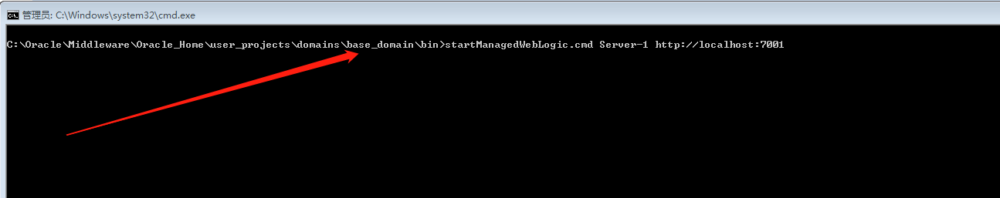 管理员: C:\Windows\system32\cmd.exe
C:\Oracle\Middleware\Oracle_Home\user_projects\domains\base_domain\bin>startManagedWebLogic.cmd Server-1 http://localhost:7001